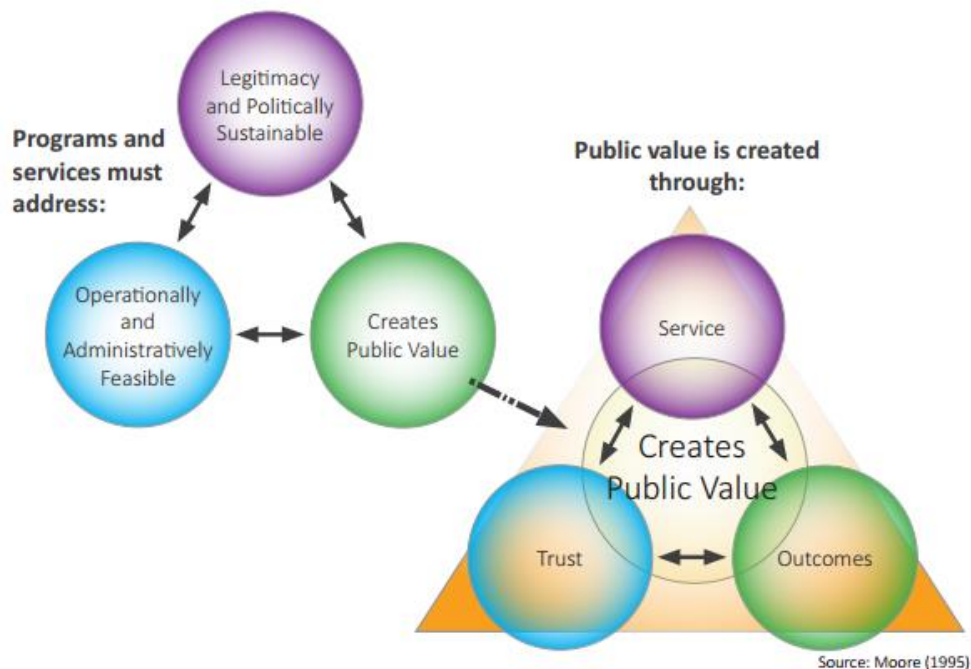 Legitimacy
and Politically
Sustainable
Programs and
services must
address:
Operationally
and
Administratively
Feasible
Creates
Public Value
Public value is created
through:
Service
Creates
Public Value
Trust
Outcomes
Source: Moore (1995)